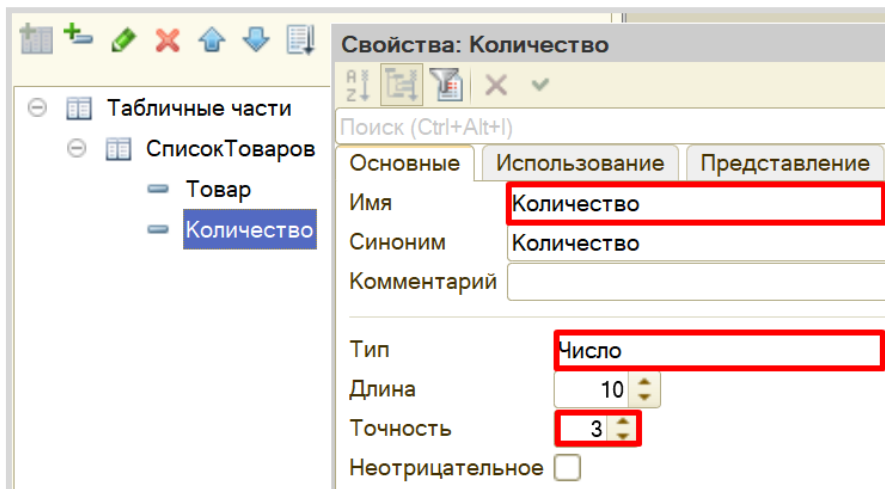 Свойства: Количество
Поиск (Ctrl+Alt+I)
Табличные части
СписокТоваров
Товар
Количество
Основные Использование Представление
Имя Количество
Синоним Количество
Комментарий
Тип Число
Длина 10
Точность 3
Неотрицательное